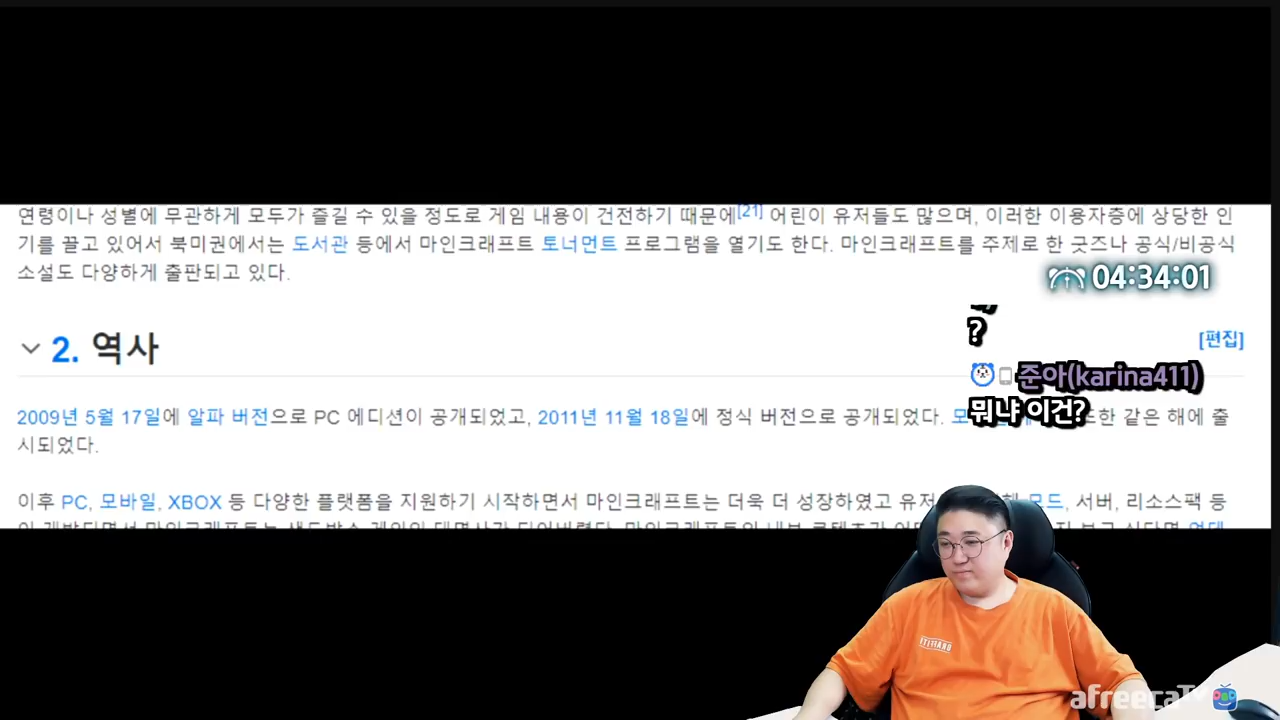 연령이나 성별에 무관하게 모두가 즐길 수 있을 정도로 게임 내용이 건전하기 때문에[21] 어린이 유저들도 많으며, 이러한 이용자층에 상당한 인
기를 끌고 있어서 북미권에서는 도서관 등에서 마인크래프트 토너먼트 프로그램을 열기도 한다. 마인크래프트를 주제로 한 굿즈나 공식/비공식
소설도 다양하게 출판되고 있다.
04:34:01
?
2. 역사
[편집]
준아(karina411)
뭐냐 이건?
2009년 5월 17일에 알파 버전으로 PC 에디션이 공개되었고, 2011년 11월 18일에 정식 버전으로 공개되었다. 같은 해에 출
시되었다.
이후 PC, 모바일, XBOX 등 다양한 플랫폼을 지원하기 시작하면서 마인크래프트는 더욱 더 성장하였고 모드, 서버, 리소스팩 등
afreecaTV